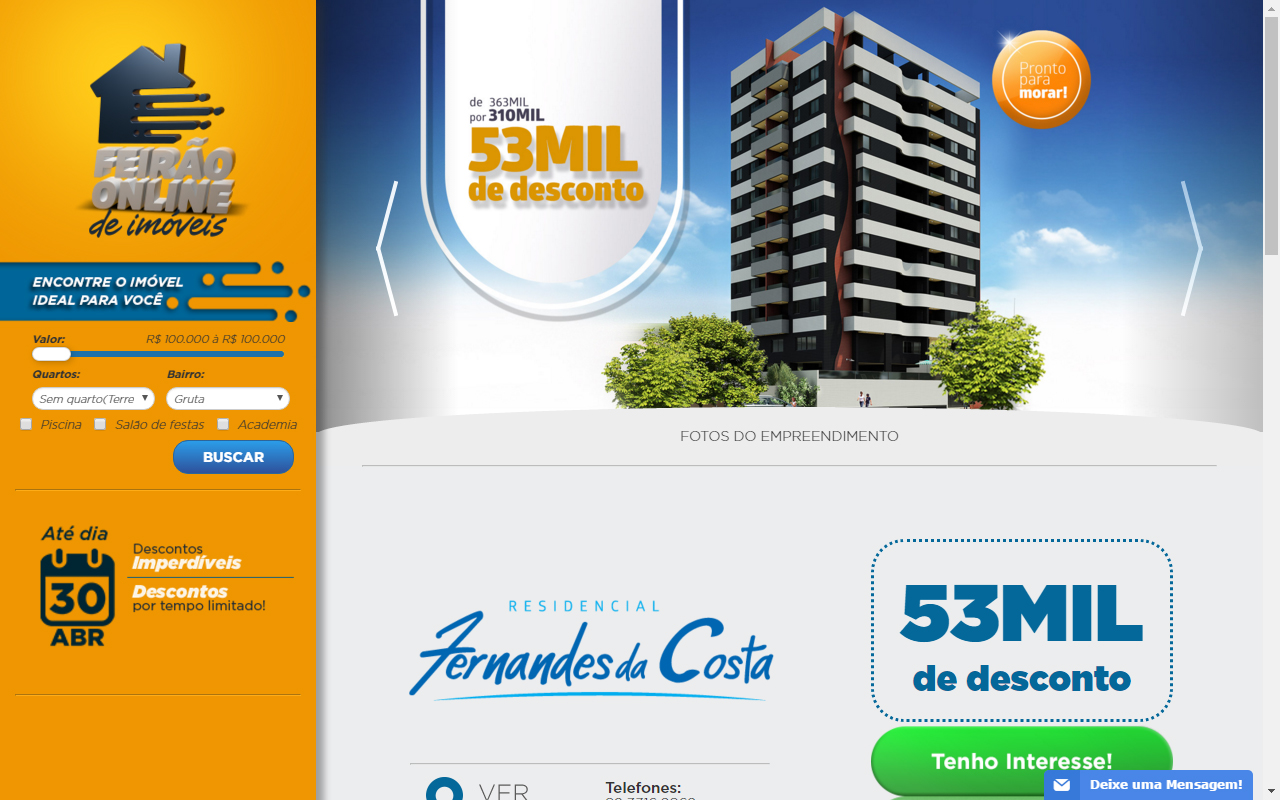 FEIRÃO
ONLINE
de imóveis
ENCONTRE O IMÓVEL
IDEAL PARA VOCÊ
Valor: R$ 100.000 à R$ 100.000
Quartos: Bairro:
Sem quarto(Terre Gruta
Piscina Salão de festas Academia
BUSCAR
Até dia
30
ABR
Descontos
Imperdíveis
Descontos
por tempo limitado!
de 363MIL
por 310MIL
53MIL
de desconto
Pronto
para
morar!
FOTOS DO EMPREENDIMENTO
RESIDENCIAL
Fernandes da Costa
53MIL
de desconto
Tenho Interesse!
VER
Telefones:
Deixe uma Mensagem!